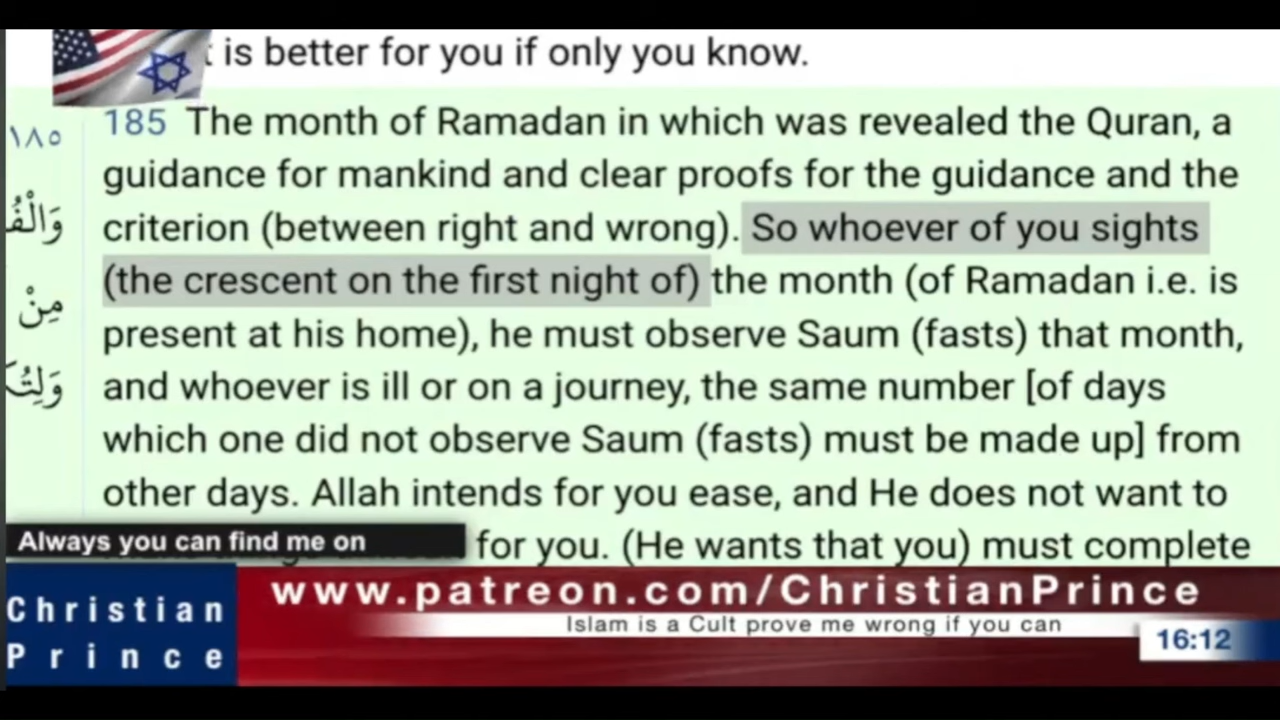 is better for you if only you know.
185 The month of Ramadan in which was revealed the Quran, a
guidance for mankind and clear proofs for the guidance and the
criterion (between right and wrong). So whoever of you sights
(the crescent on the first night of) the month (of Ramadan i.e. is
present at his home), he must observe Saum (fasts) that month,
and whoever is ill or on a journey, the same number [of days
which one did not observe Saum (fasts) must be made up] from
other days. Allah intends for you ease, and He does not want to
for you. (He wants that you) must complete
١٨٥
مِنْ
Always you can find me on
www.patreon.com/ChristianPrince
Islam is a Cult prove me wrong if you can
Christian
Prince
16:12